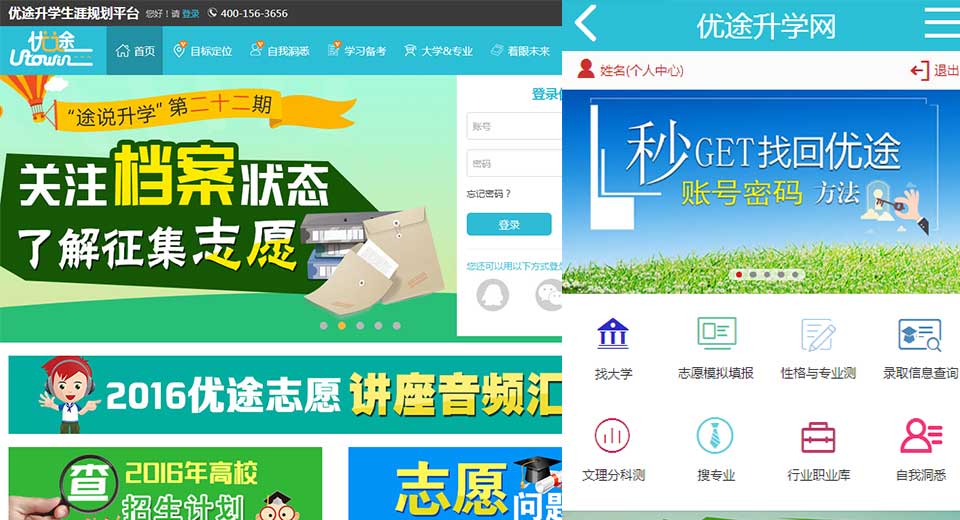 优途升学生涯规划平台 您好！请 登录 400-156-3656
优途
Utown
首页 目标定位 自我洞悉 学习备考 大学&专业 着眼未来
“途说升学”第二十二期
关注档案状态
了解征集志愿
登录
账号
密码
忘记密码？
登录
您还可以用以下方式登
2016优途志愿 讲座音频汇
查
2016年高校
招生计划
志愿
问题
优途升学网
姓名(个人中心) 退出
秒GET找回优途
账号密码 方法
找大学 志愿模拟填报 性格与专业测 录取信息查询
文理分科测 搜专业 行业职业库 自我洞悉